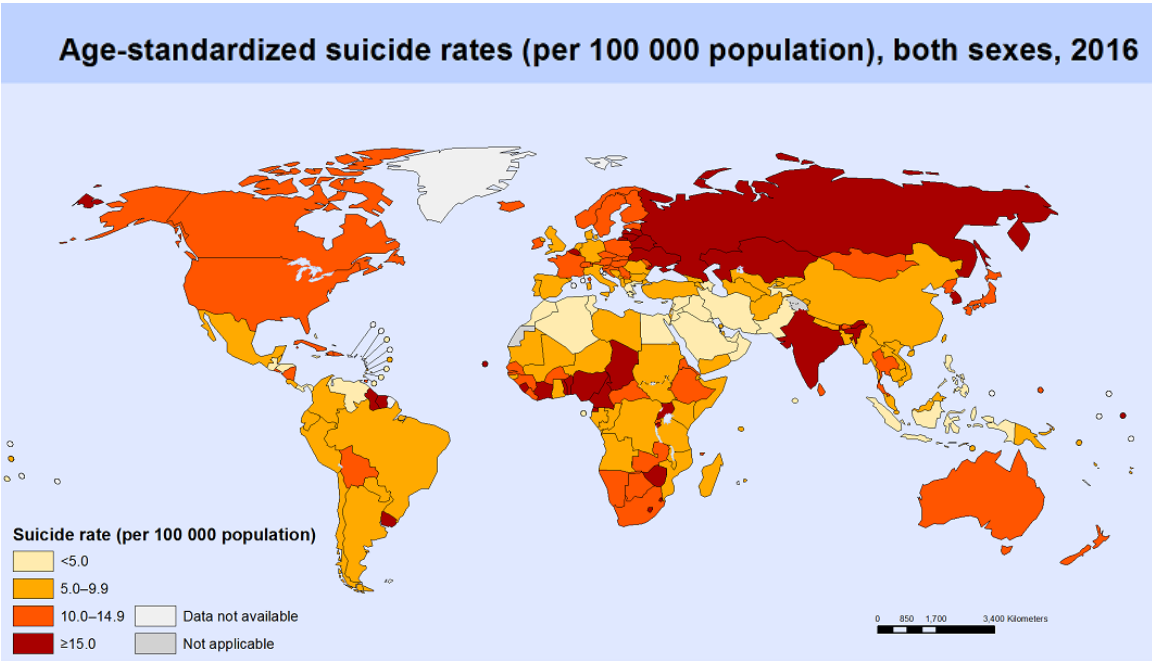 Age-standardized suicide rates (per 100 000 population), both sexes, 2016
Suicide rate (per 100 000 population)
<5.0
5.0–9.9
10.0–14.9
≥15.0
Data not available
Not applicable
0 850 1,700 3,400 Kilometers